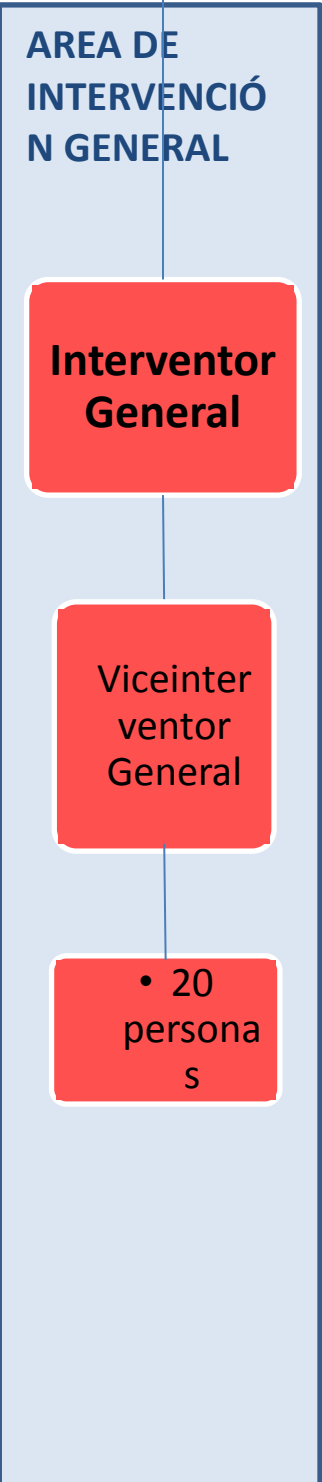 AREA DE
INTERVENCIÓ
N GENERAL
Interventor
General
Viceinter
ventor
General
• 20
persona
s